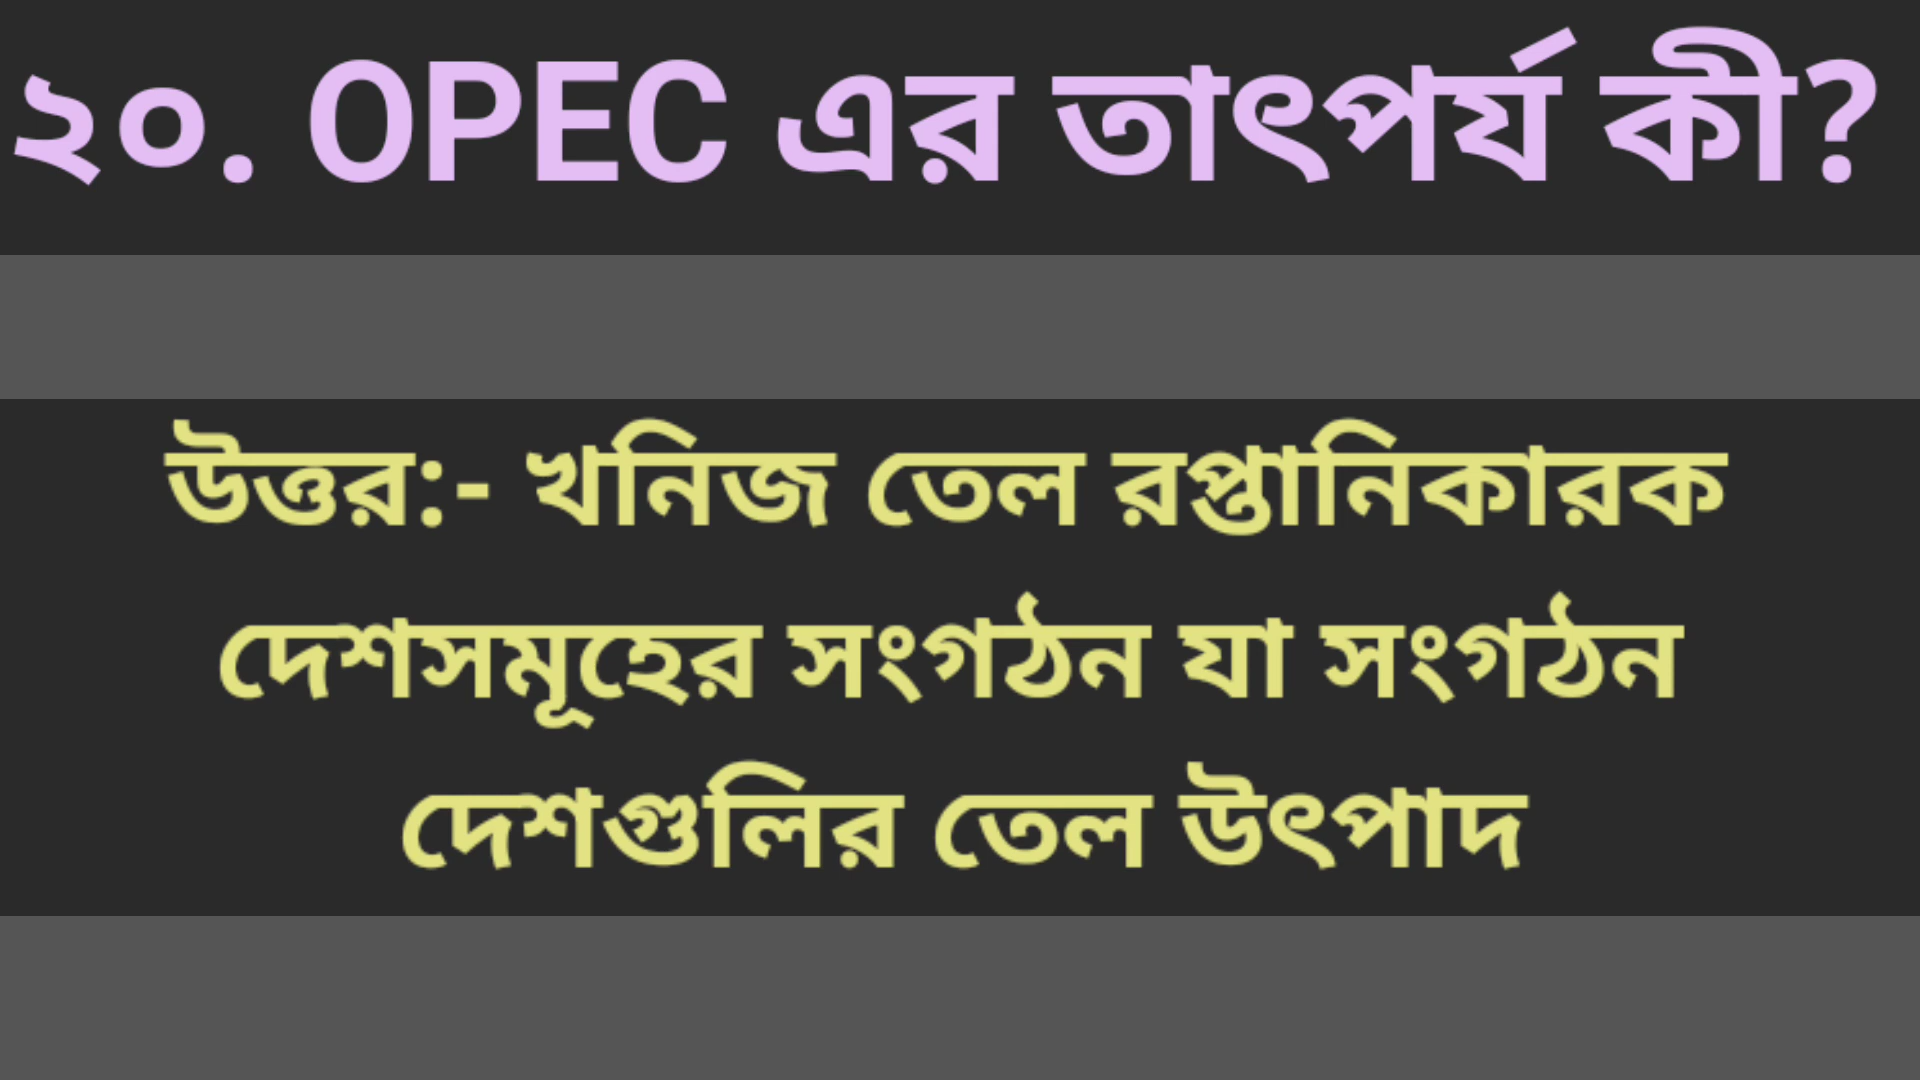 ২০. OPEC এর তাৎপর্য কী?
উত্তর:- খনিজ তেল রপ্তানিকারক
দেশসমূহের সংগঠন যা সংগঠন
দেশগুলির তেল উৎপাদ